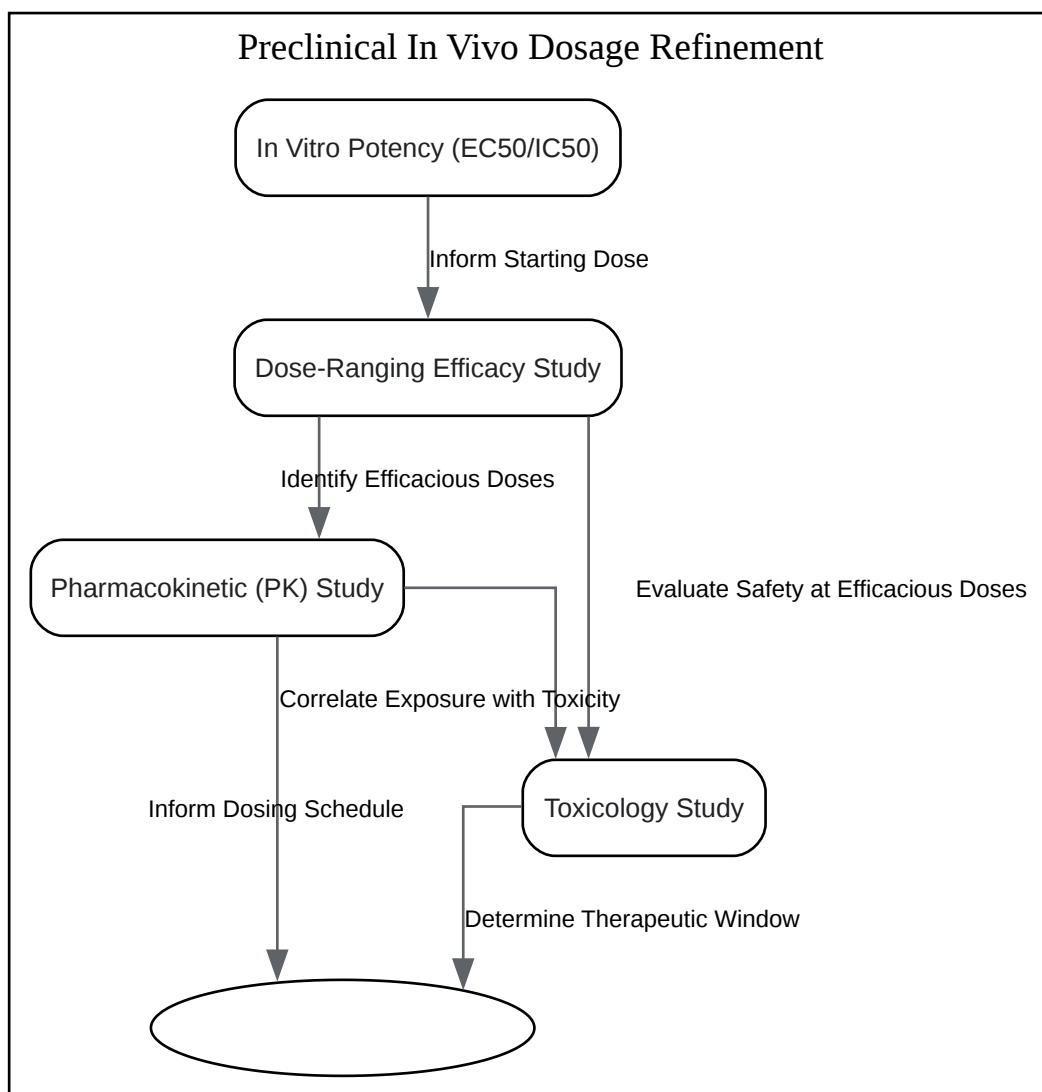 Preclinical In Vivo Dosage Refinement
In Vitro Potency (EC50/IC50)
Inform Starting Dose
Dose-Ranging Efficacy Study
Identify Efficacious Doses
Pharmacokinetic (PK) Study
Evaluate Safety at Efficacious Doses
Correlate Exposure with Toxicity
Inform Dosing Schedule
Toxicology Study
Determine Therapeutic Window